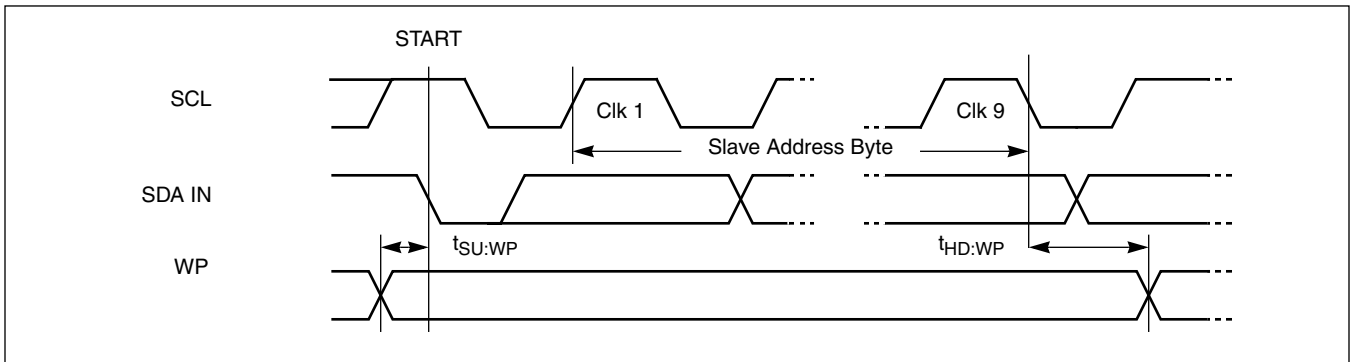 START
SCL
Clk 1
Clk 9
Slave Address Byte
SDA IN
tSU:WP
tHD:WP
WP